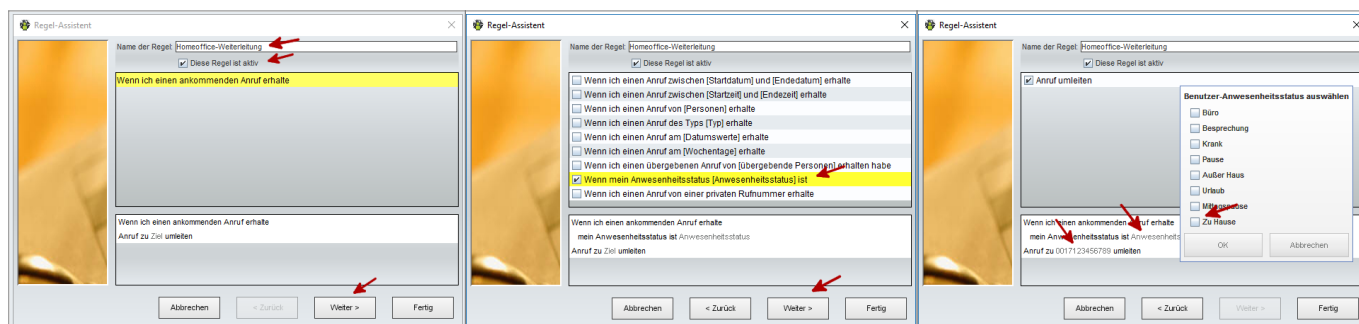 Regel-Assistent
Name der Regel: Homeoffice-Weiterleitung
Diese Regel ist aktiv
Wenn ich einen ankommenden Anruf erhalte
Wenn ich einen ankommenden Anruf erhalte
Anruf zu Ziel umleiten
Abbrechen
< Zurück
Weiter >
Fertig
Regel-Assistent
Name der Regel: Homeoffice-Weiterleitung
Diese Regel ist aktiv
Wenn ich einen Anruf zwischen [Startdatum] und [Endedatum] erhalte
Wenn ich einen Anruf zwischen [Startzeit] und [Endezeit] erhalte
Wenn ich einen Anruf von [Personen] erhalte
Wenn ich einen Anruf des Typs [Typ] erhalte
Wenn ich einen Anruf am [Datumswerte] erhalte
Wenn ich einen Anruf am [Wochentage] erhalte
Wenn ich einen übergebenen Anruf von [übergebende Personen] erhalten habe
Wenn mein Anwesenheitsstatus [Anwesenheitsstatus] ist
Wenn ich einen Anruf von einer privaten Rufnummer erhalte
Wenn ich einen ankommenden Anruf erhalte
mein Anwesenheitsstatus ist Anwesenheitsstatus
Anruf zu Ziel umleiten
Abbrechen
< Zurück
Weiter >
Fertig
Regel-Assistent
Name der Regel: Homeoffice-Weiterleitung
Diese Regel ist aktiv
Anruf umleiten
Benutzer-Anwesenheitsstatus auswählen
Büro
Besprechung
Krank
Pause
Außer Haus
Urlaub
Mittagspause
Zu Hause
OK
Abbrechen
Wenn ich einen ankommenden Anruf erhalte
mein Anwesenheitsstatus ist Anwesenheits
Anruf zu 0017123456789 umleiten
Abbrechen
< Zurück
Weiter >
Fertig